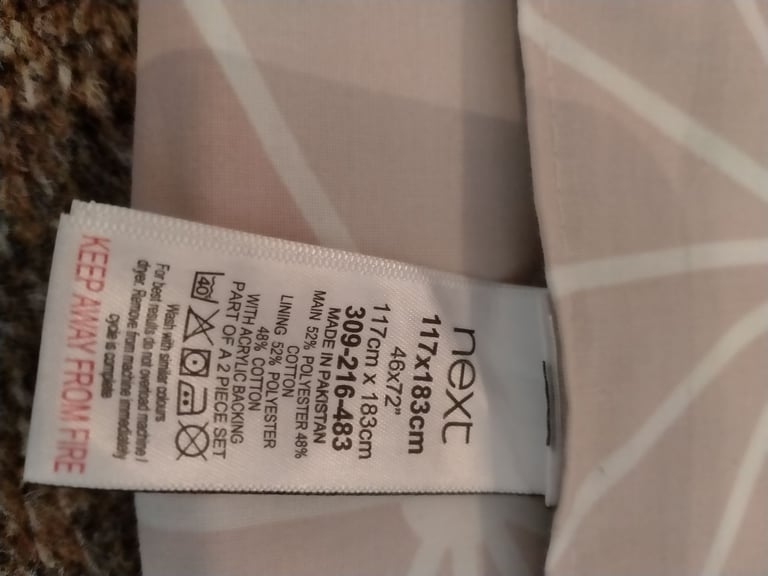 next
117x183cm
46x72"
117cm x 183cm
309-216-483
MADE IN PAKISTAN
MAIN 52% POLYESTER 48%
COTTON
LINING 52% POLYESTER
48% COTTON
WITH ACRYLIC BACKING
PART OF A 2 PIECE SET
40
Wash with similar colours
For best results do not overload machine /
dryer. Remove from machine immediately
cycle is complete
KEEP AWAY FROM FIRE